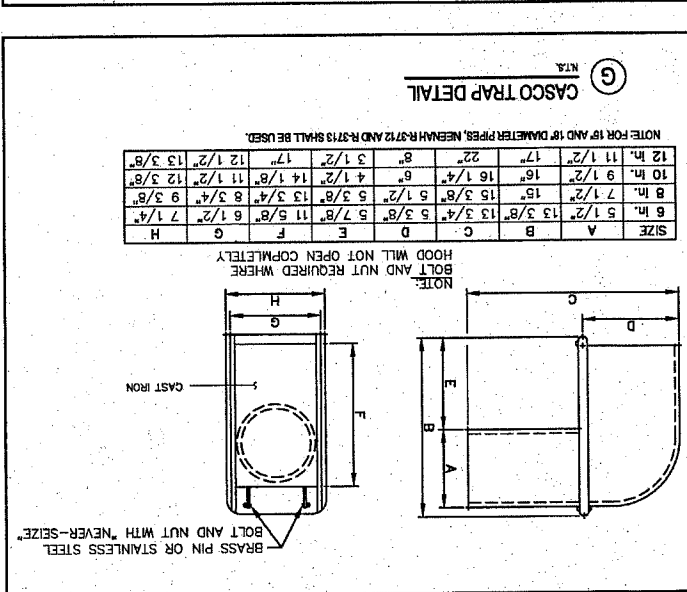 BRASS PIN OR STAINLESS STEEL
BOLT AND NUT WITH "NEVER-SEIZE"
A
B
E
F
CAST IRON
D
C
G
H
NOTE:
BOLT AND NUT REQUIRED WHERE
HOOD WILL NOT OPEN COPMLETELY
SIZE A B C D E F G H
6 In. 5 1/2" 13 3/8" 13 3/4" 5 3/8" 5 7/8" 11 5/8" 6 1/2" 7 1/4"
8 In. 7 1/2" 15" 15 3/8" 5 1/2" 5 3/8" 13 3/4" 8 3/4" 9 3/8"
10 In. 9 1/2" 16" 16 1/4" 6" 4 1/2" 14 1/8" 11 1/2" 12 3/8"
12 In. 11 1/2" 17" 22" 8" 3 1/2" 17" 12 1/2" 13 3/8"
NOTE: FOR 15" AND 18" DIAMETER PIPES, NEENAH R-3712 AND R-3713 SHALL BE USED.
G CASCO TRAP DETAIL
N.T.S.